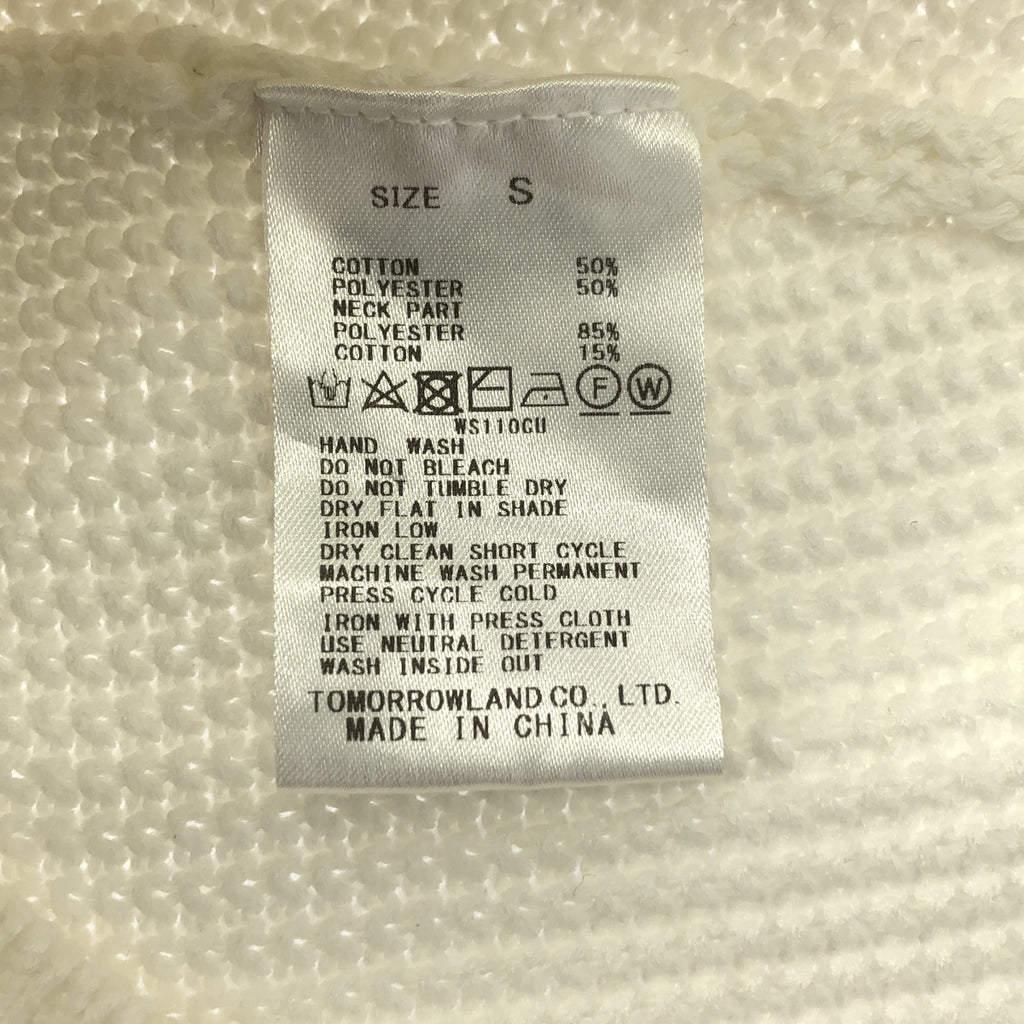 SIZE S
COTTON 50%
POLYESTER 50%
NECK PART
POLYESTER 85%
COTTON 15%
F W
WS110GU
HAND WASH
DO NOT BLEACH
DO NOT TUMBLE DRY
DRY FLAT IN SHADE
IRON LOW
DRY CLEAN SHORT CYCLE
MACHINE WASH PERMANENT
PRESS CYCLE COLD
IRON WITH PRESS CLOTH
USE NEUTRAL DETERGENT
WASH INSIDE OUT
TOMORROWLAND CO., LTD.
MADE IN CHINA